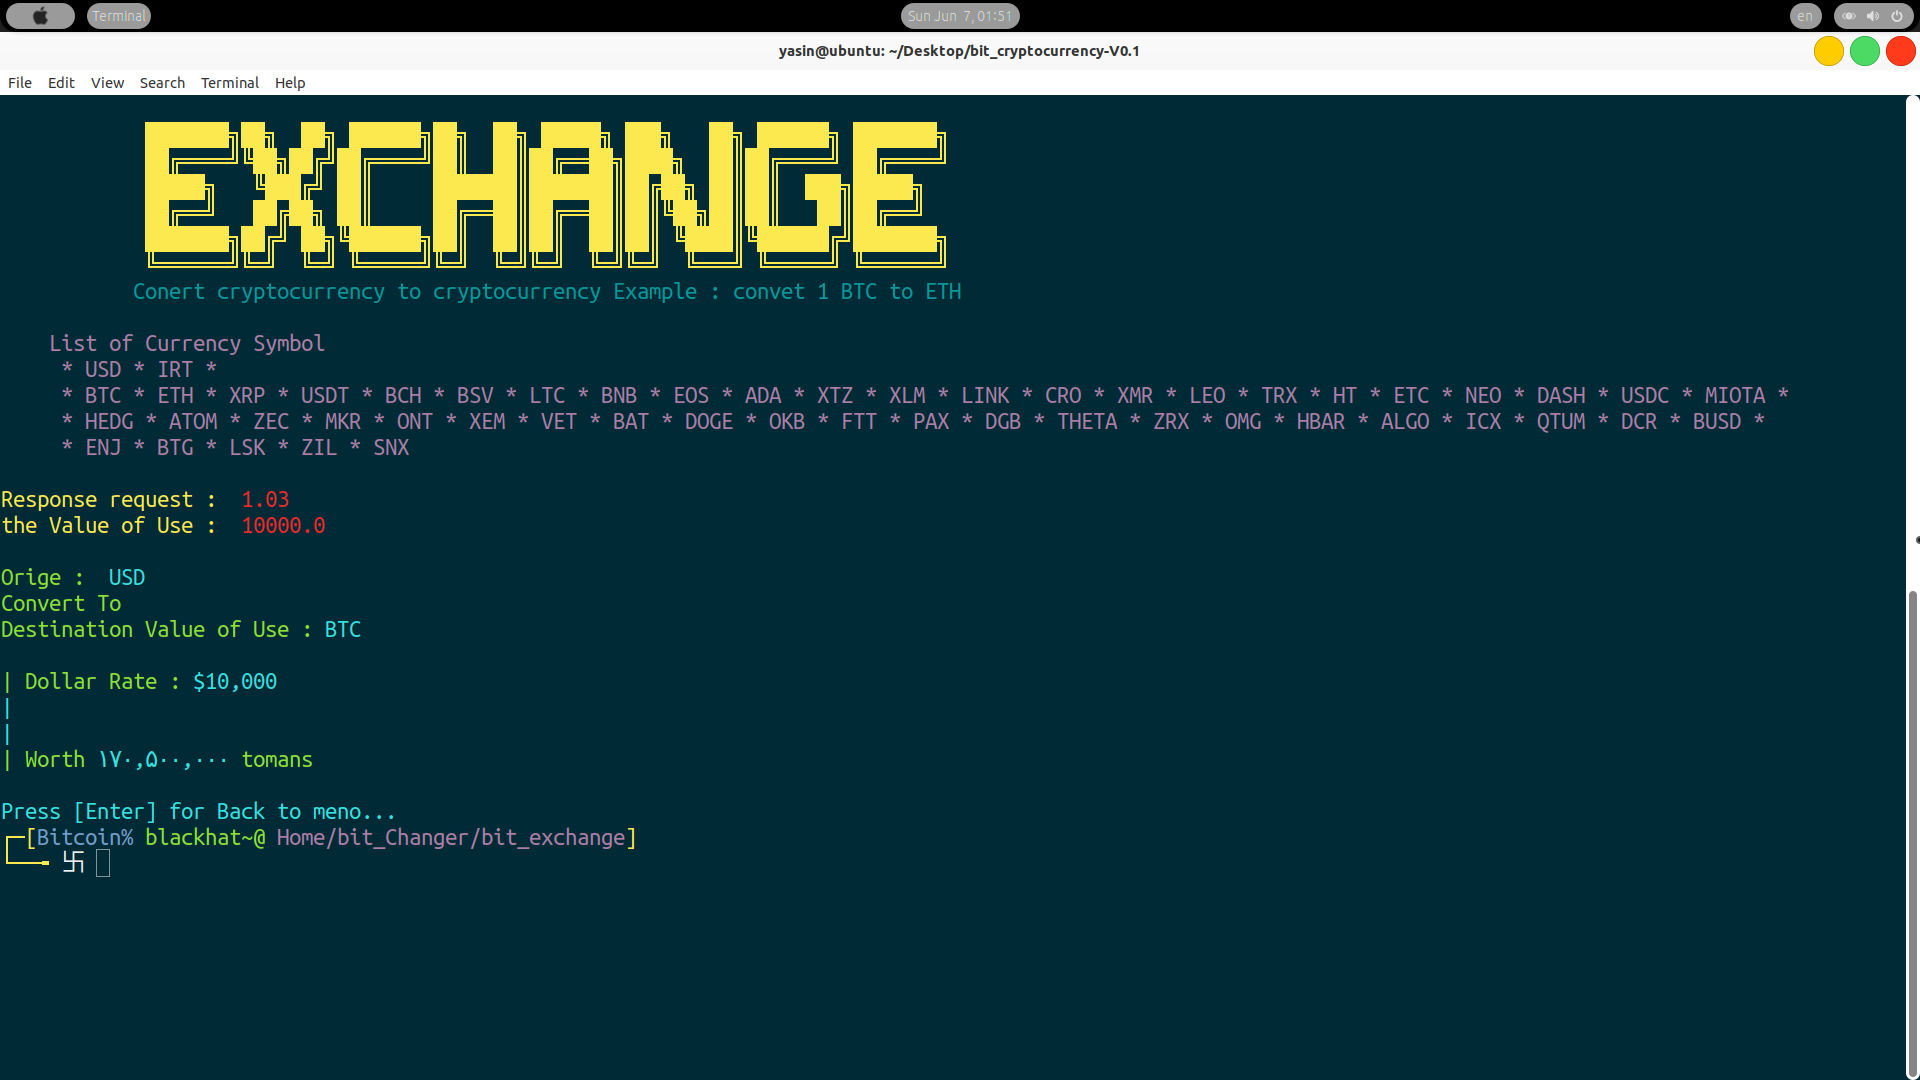 Terminal
Sun Jun 7, 01:51
en
yasin@ubuntu: ~/Desktop/bit_cryptocurrency-V0.1
File Edit View Search Terminal Help
EXCHANGE
Conert cryptocurrency to cryptocurrency Example : convet 1 BTC to ETH
List of Currency Symbol
* USD * IRT *
* BTC * ETH * XRP * USDT * BCH * BSV * LTC * BNB * EOS * ADA * XTZ * XLM * LINK * CRO * XMR * LEO * TRX * HT * ETC * NEO * DASH * USDC * MIOTA *
* HEDG * ATOM * ZEC * MKR * ONT * XEM * VET * BAT * DOGE * OKB * FTT * PAX * DGB * THETA * ZRX * OMG * HBAR * ALGO * ICX * QTUM * DCR * BUSD *
* ENJ * BTG * LSK * ZIL * SNX
Response request : 1.03
the Value of Use : 10000.0
Orige : USD
Convert To
Destination Value of Use : BTC
| Dollar Rate : $10,000
|
|
| Worth ۱۷۰,۵۰۰,۰۰۰ tomans
Press [Enter] for Back to meno...
┌─[Bitcoin% blackhat~@ Home/bit_Changer/bit_exchange]
└──╼ 卐